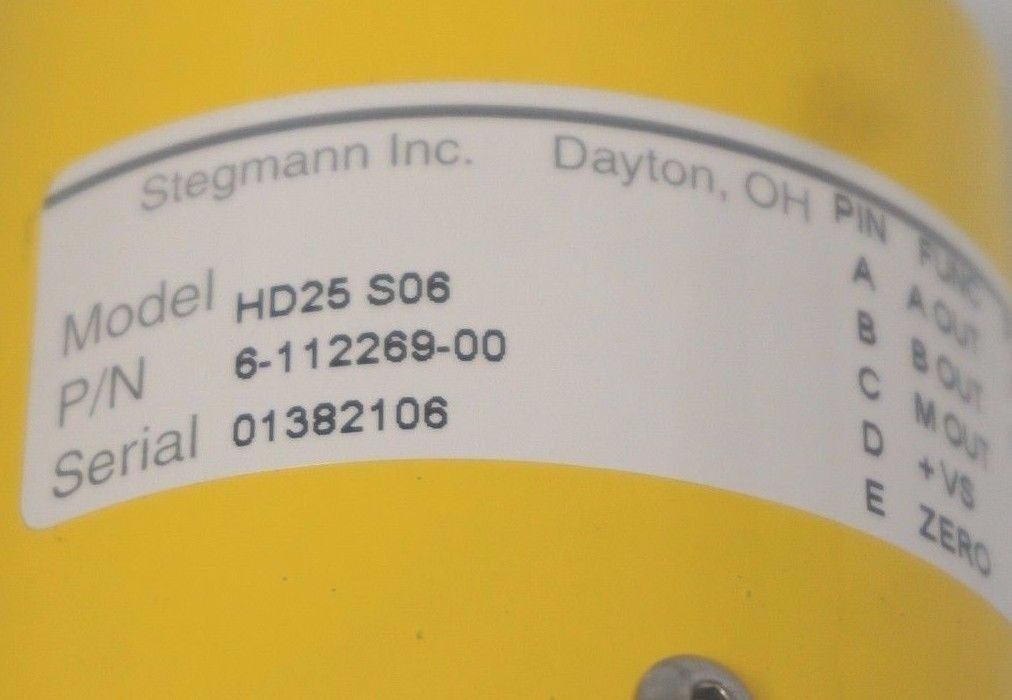 Stegmann Inc. Dayton, OH
Model HD25 S06
P/N 6-112269-00
Serial 01382106
PIN FUNC
A A OUT
B B OUT
C M OUT
D +VS
E ZERO